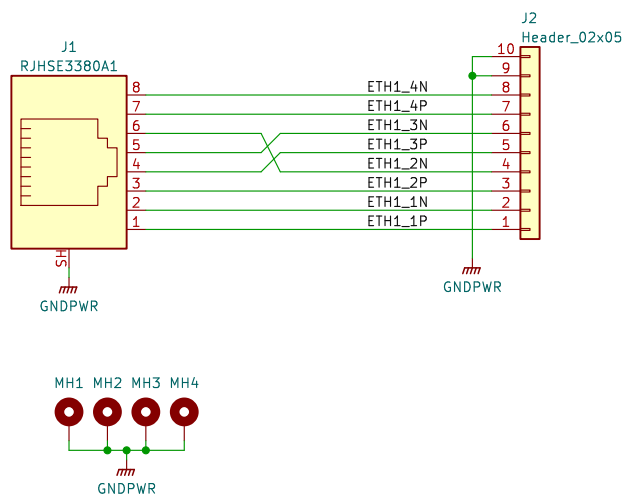 J1
RJHSE3380A1
J2
Header_02x05
8
7
6
5
4
3
2
1
SH
GNDPWR
ETH1_4N
ETH1_4P
ETH1_3N
ETH1_3P
ETH1_2N
ETH1_2P
ETH1_1N
ETH1_1P
10
9
8
7
6
5
4
3
2
1
GNDPWR
MH1 MH2 MH3 MH4
GNDPWR